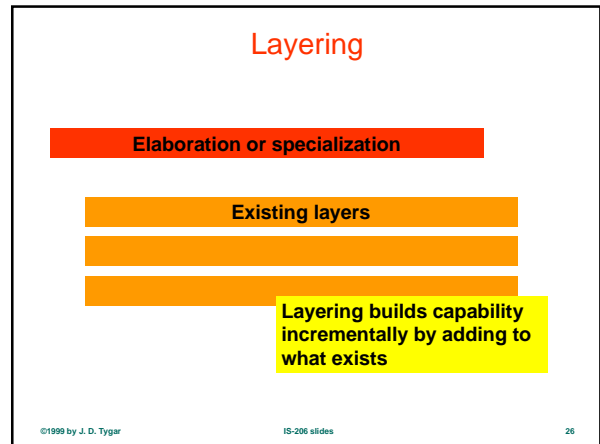 Layering
Elaboration or specialization
Existing layers
Layering builds capability
incrementally by adding to
what exists
©1999 by J. D. Tygar
IS-206 slides
26